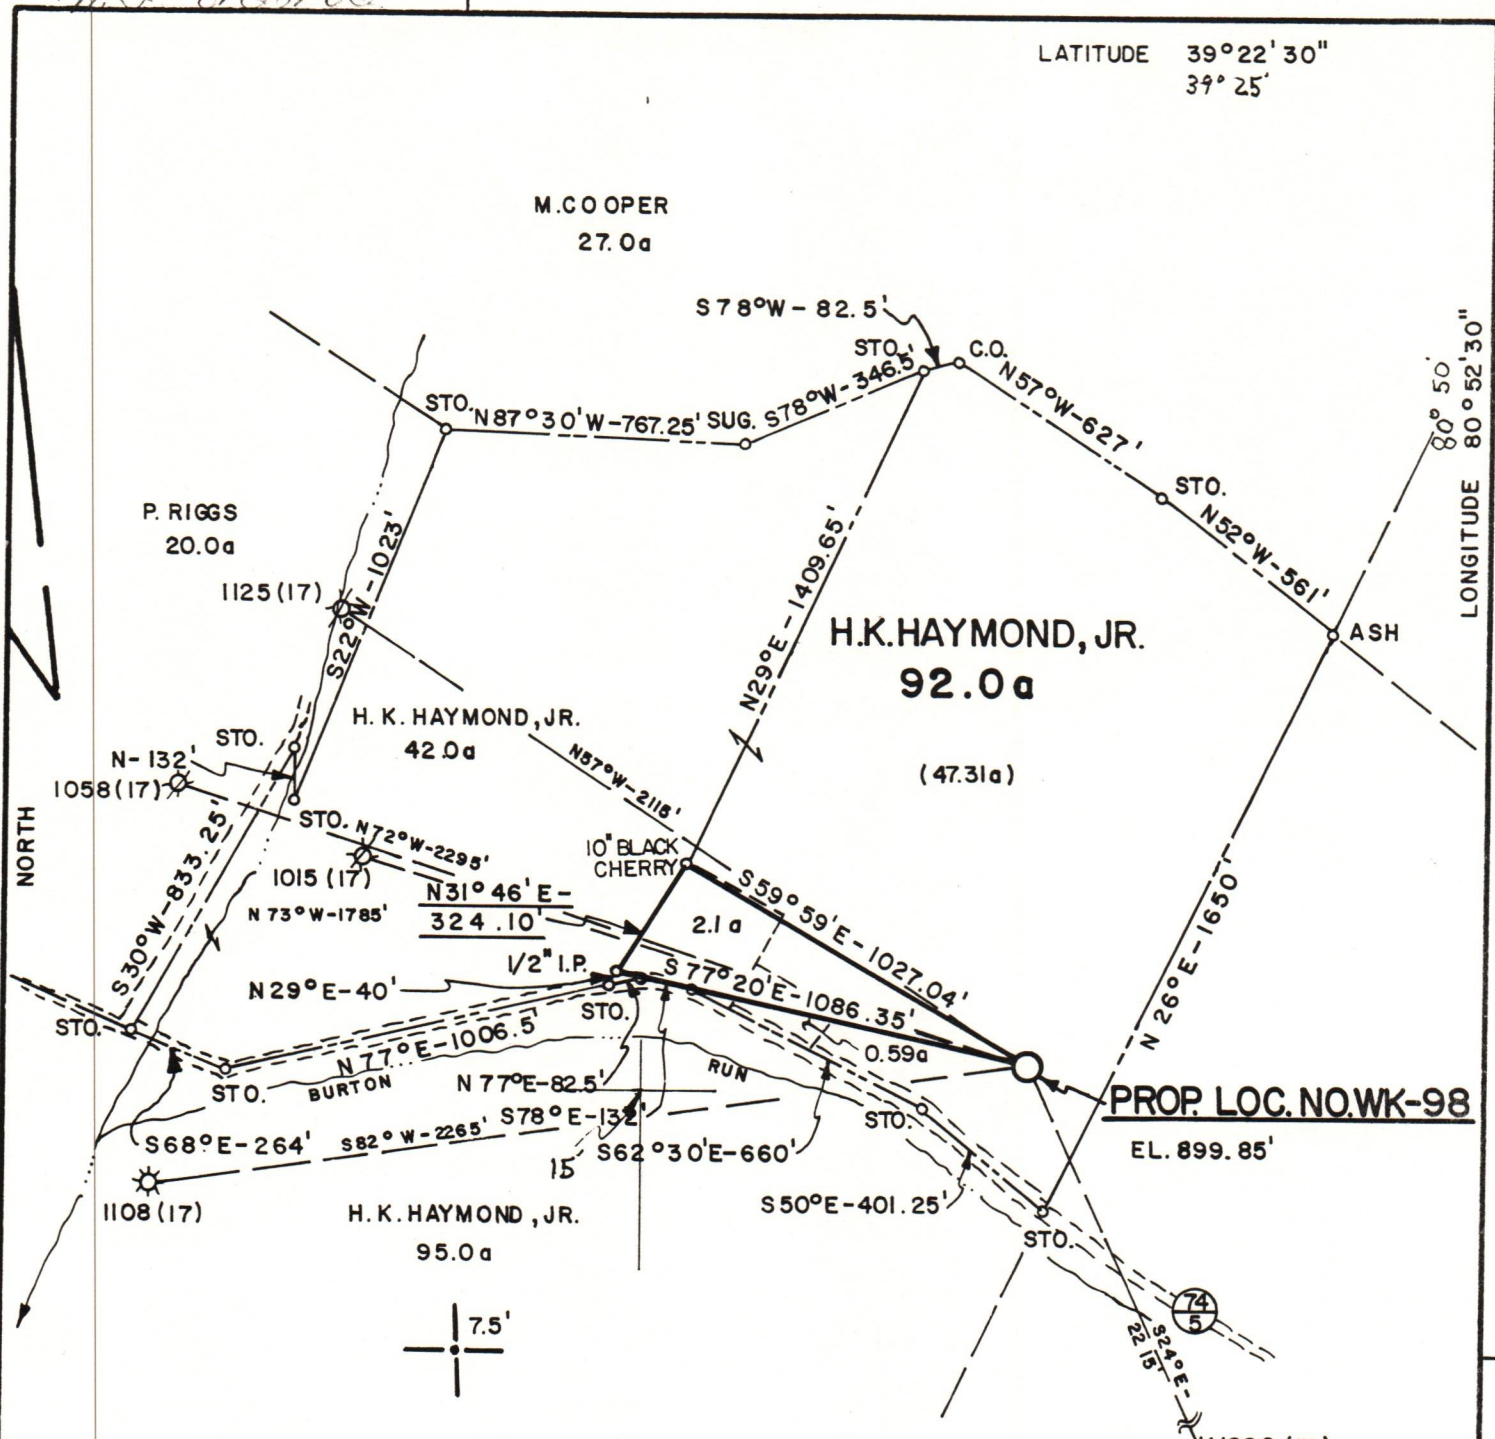 LATITUDE 39°22'30"
39° 25'
M. COOPER
27.0a
S78°W-82.5'
STO.
C.O.
N57°W-627'
80° 50'
LONGITUDE 80°52'30"
STO.
N87°30'W-767.25'
SUG.
S78°W-346.5'
STO.
N52°W-561'
P. RIGGS
20.0a
1125(17)
S22°W-1023'
N29°E-1409.65'
H.K.HAYMOND, JR.
92.0a
(47.31a)
ASH
STO.
H. K. HAYMOND, JR.
42.0a
N-132'
1058(17)
STO.
N57°W-2115'
NORTH
S30°W-833.25'
N72°W-2295'
1015(17)
N73°W-1785'
10" BLACK
CHERRY
N31°46'E-
324.10'
2.1a
S59°59'E-1027.04'
N26°E-1650'
1/2" I.P.
S77°20'E-1086.35'
N29°E-40'
STO.
STO.
N77°E-1006.5'
0.59a
STO.
BURTON
RUN
N77°E-82.5'
STO.
PROP. LOC. NO. WK-98
EL. 899.85'
S68°E-264'
S82°W-2265'
S78°E-132'
15
S62°30'E-660'
S50°E-401.25'
1108(17)
H. K. HAYMOND, JR.
95.0a
STO.
7.5'
74
5
S24°E-
2215'